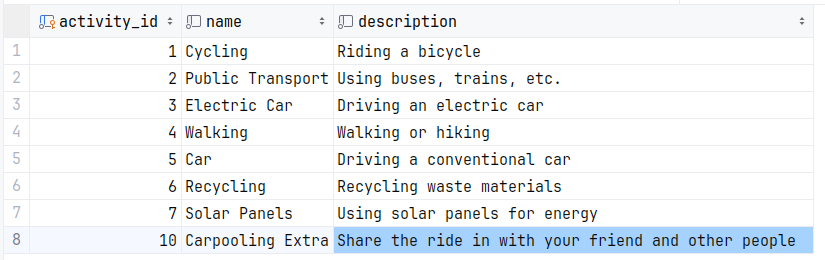 activity_id name description
1 1 Cycling Riding a bicycle
2 2 Public Transport Using buses, trains, etc.
3 3 Electric Car Driving an electric car
4 4 Walking Walking or hiking
5 5 Car Driving a conventional car
6 6 Recycling Recycling waste materials
7 7 Solar Panels Using solar panels for energy
8 10 Carpooling Extra Share the ride in with your friend and other people